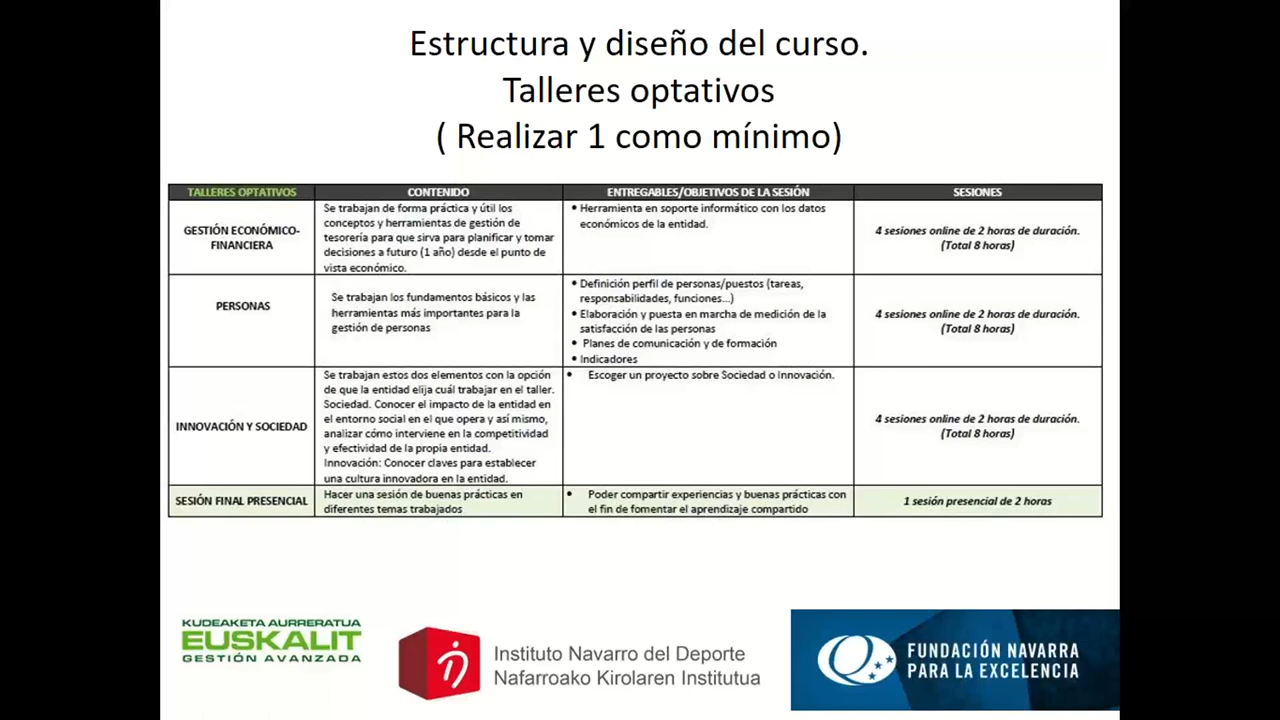 Estructura y diseño del curso.
Talleres optativos
( Realizar 1 como mínimo)
TALLERES OPTATIVOS
CONTENIDO
ENTREGABLES/OBJETIVOS DE LA SESIÓN
SESIONES
GESTIÓN ECONÓMICO-
FINANCIERA
Se trabajan de forma práctica y útil los
conceptos y herramientas de gestión de
tesorería para que sirva para planificar y tomar
decisiones a futuro (1 año) desde el punto de
vista económico.
• Herramienta en soporte informático con los datos
económicos de la entidad.
4 sesiones online de 2 horas de duración.
(Total 8 horas)
PERSONAS
Se trabajan los fundamentos básicos y las
herramientas más importantes para la
gestión de personas
• Definición perfil de personas/puestos (tareas,
responsabilidades, funciones...)
• Elaboración y puesta en marcha de medición de la
satisfacción de las personas
• Planes de comunicación y de formación
• Indicadores
4 sesiones online de 2 horas de duración.
(Total 8 horas)
INNOVACIÓN Y SOCIEDAD
Se trabajan estos dos elementos con la opción
de que la entidad elija cuál trabajar en el taller.
Sociedad. Conocer el impacto de la entidad en
el entorno social en el que opera y así mismo,
analizar cómo interviene en la competitividad
y efectividad de la propia entidad.
Innovación: Conocer claves para establecer
una cultura innovadora en la entidad.
• Escoger un proyecto sobre Sociedad o Innovación.
4 sesiones online de 2 horas de duración.
(Total 8 horas)
SESIÓN FINAL PRESENCIAL
Hacer una sesión de buenas prácticas en
diferentes temas trabajados
• Poder compartir experiencias y buenas prácticas con
el fin de fomentar el aprendizaje compartido
1 sesión presencial de 2 horas
KUDEAKETA AURRERATUA
EUSKALIT
GESTIÓN AVANZADA
Instituto Navarro del Deporte
Nafarroako Kirolaren Institutua
FUNDACIÓN NAVARRA
PARA LA EXCELENCIA